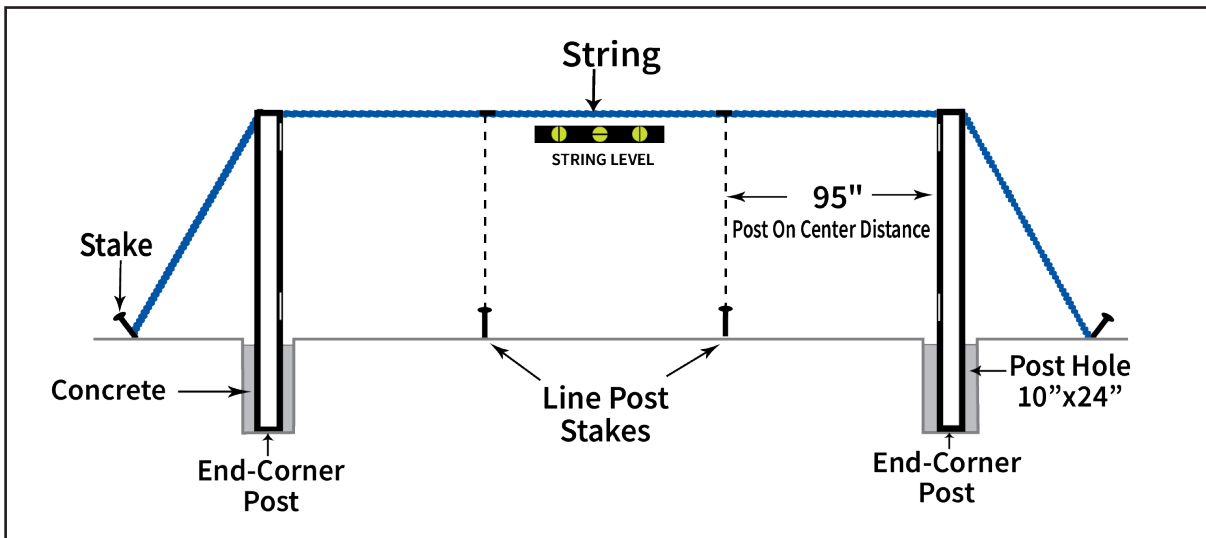 String
STRING LEVEL
95"
Post On Center Distance
Stake
Concrete
Post Hole
10”x24”
Line Post
Stakes
End-Corner
Post
End-Corner
Post